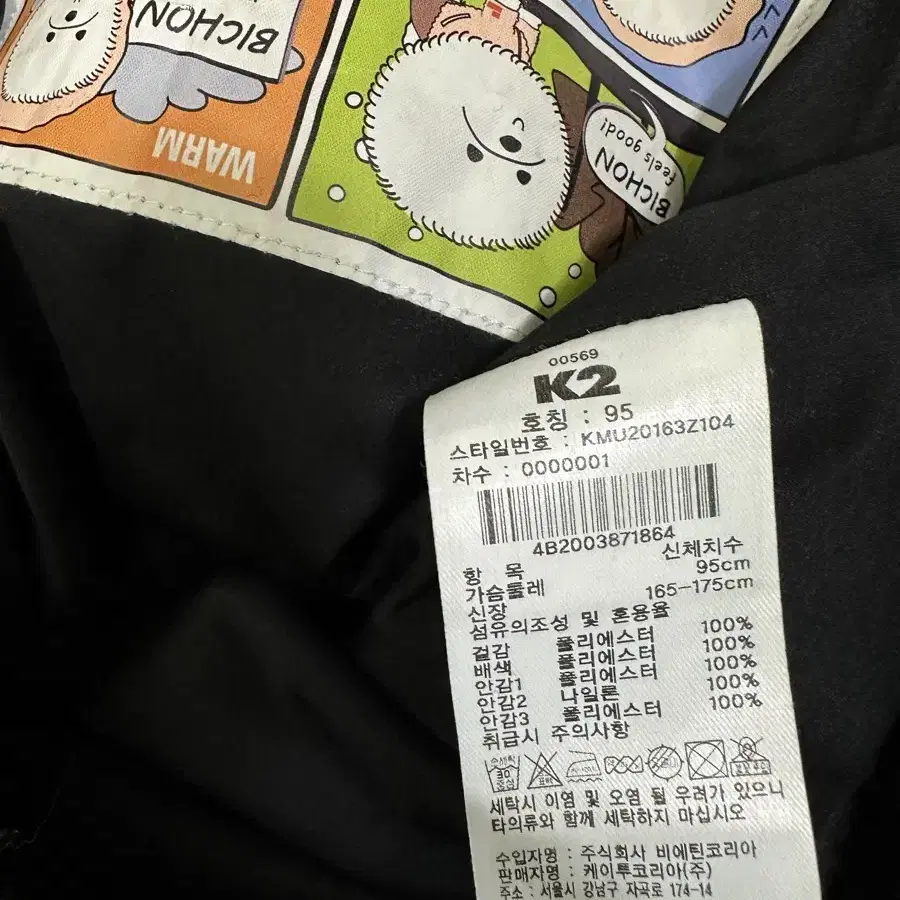 BICHON
WARM
BICHON
feels good!
00569
K2
호칭 : 95
스타일번호 : KMU20163Z104
차수 : 0000001
4B2003871864
항 목 신체치수
가슴둘레 95cm
신장 165-175cm
섬유의조성 및 혼용율
겉감 폴리에스터 100%
배색 폴리에스터 100%
안감1 폴리에스터 100%
안감2 나일론 100%
안감3 폴리에스터 100%
취급시 주의사항
손세탁
30
중성
세탁시 이염 및 오염 될 우려가 있으니
타의류와 함께 세탁하지 마십시오
수입자명 : 주식회사 비에틴코리아
판매자명 : 케이투코리아(주)
주소 : 서울시 강남구 자곡로 174-14